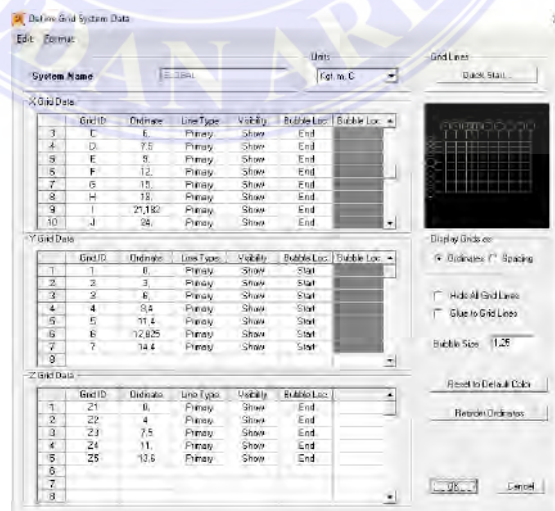 Define Grid System Data
Edit Format
Units
Grid Lines
System Name GLOBAL Kgf, m, C Quick Start...
X Grid Data
Grid ID Ordinate Line Type Visibility Bubble Loc. Bubble Loc.
3 C 6, Primary Show End
4 D 7,5 Primary Show End
5 E 9, Primary Show End
6 F 12, Primary Show End
7 G 15, Primary Show End
8 H 18, Primary Show End
9 I 21,182 Primary Show End
10 J 24, Primary Show End
Y Grid Data
Display Grids as
Grid ID Ordinate Line Type Visibility Bubble Loc. Bubble Loc.
Ordinates Spacing
1 1 0, Primary Show Start
2 2 3, Primary Show Start
3 3 6, Primary Show Start
Hide All Grid Lines
4 4 Primary Show Start
Glue to Grid Lines
5 5 11,4 Primary Show Start
6 6 12,825 Primary Show Start
7 7 14,4 Primary Show Start
8
Bubble Size 1,25
Z Grid Data
Grid ID Ordinate Line Type Visibility Bubble Loc.
Reset to Default Color
1 Z1 0, Primary Show End
2 Z2 4, Primary Show End
Reorder Ordinates
3 Z3 7,5 Primary Show End
4 Z4 11, Primary Show End
5 Z5 13,6 Primary Show End
6
7
8
OK Cancel